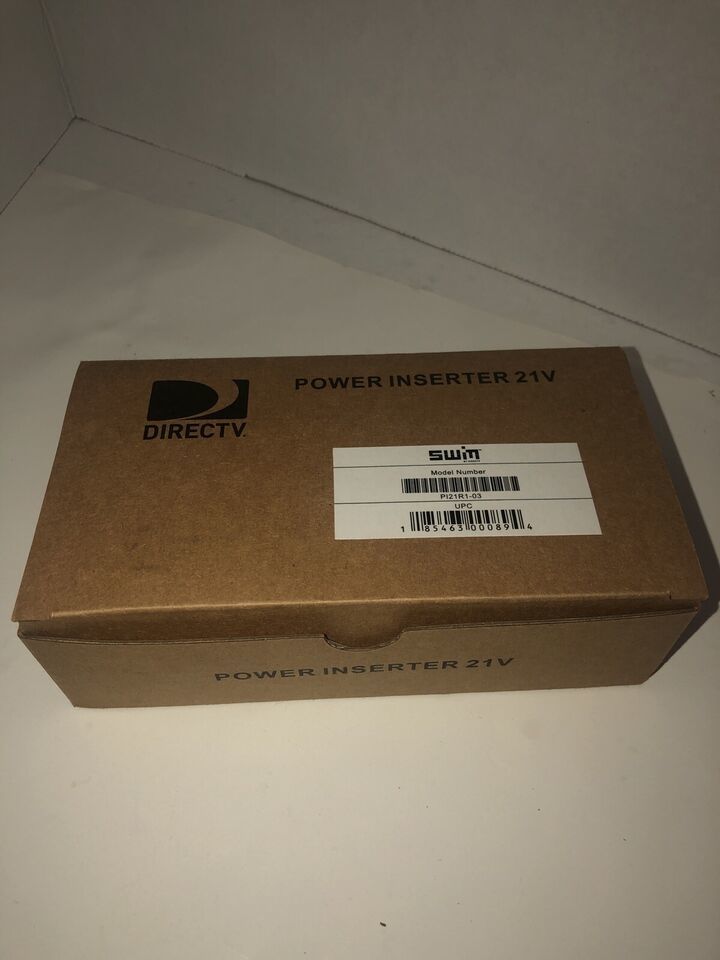 POWER INSERTER 21V
DIRECTV
swim
Model Number
PI21R1-03
UPC
1 85463 00089 4
POWER INSERTER 21V